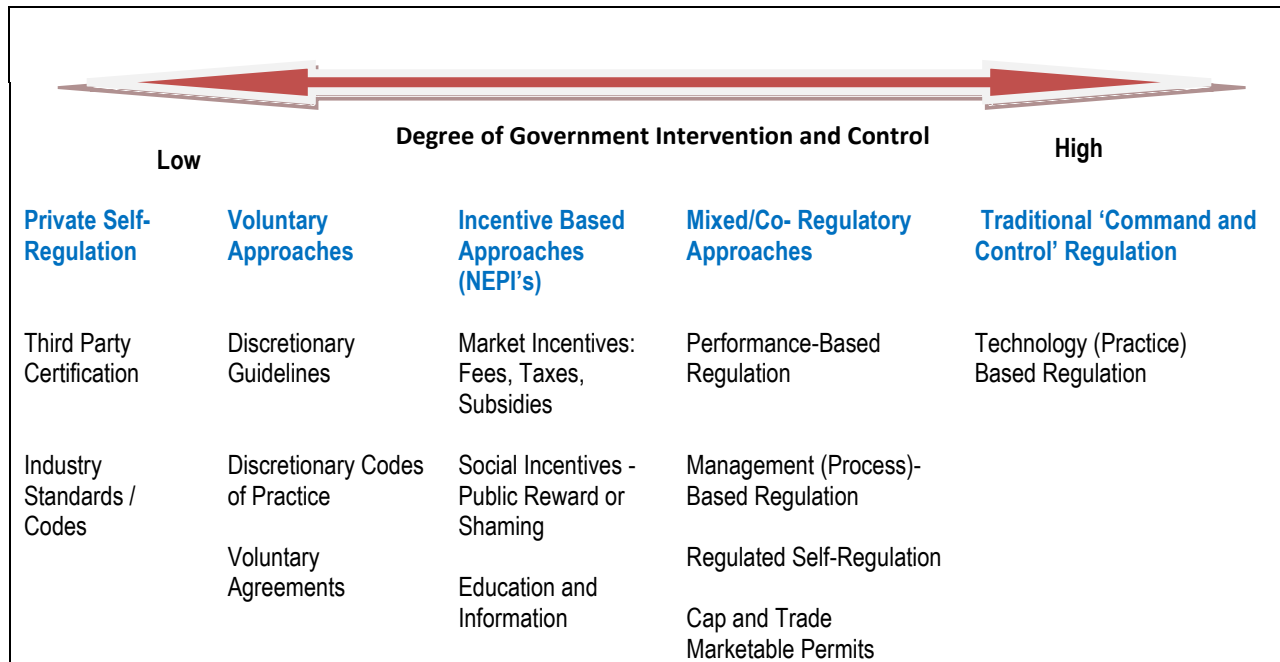 Degree of Government Intervention and Control
Low
High
Private Self-
Regulation
Voluntary
Approaches
Incentive Based
Approaches
(NEPI’s)
Mixed/Co- Regulatory
Approaches
Traditional ‘Command and
Control’ Regulation
Third Party
Certification
Discretionary
Guidelines
Market Incentives:
Fees, Taxes,
Subsidies
Performance-Based
Regulation
Technology (Practice)
Based Regulation
Industry
Standards /
Codes
Discretionary Codes
of Practice
Social Incentives -
Public Reward or
Shaming
Management (Process)-
Based Regulation
Voluntary
Agreements
Education and
Information
Regulated Self-Regulation
Cap and Trade
Marketable Permits